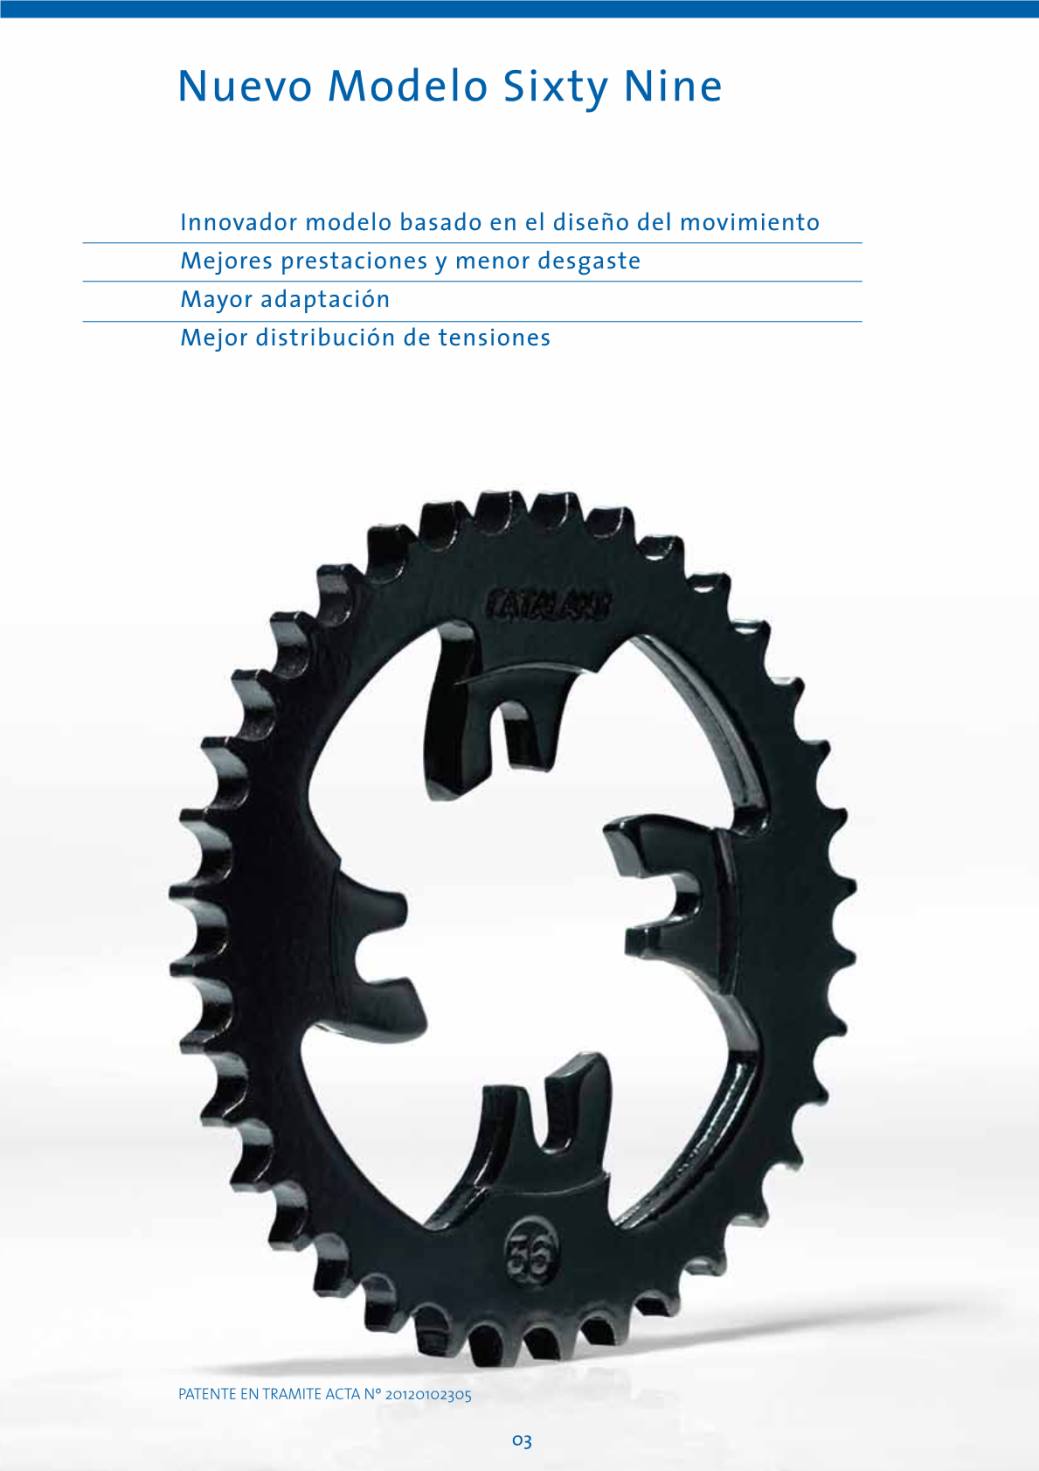 Nuevo Modelo Sixty Nine
Innovador modelo basado en el diseño del movimiento
Mejores prestaciones y menor desgaste
Mayor adaptación
Mejor distribución de tensiones
CATALANI
36
PATENTE EN TRAMITE ACTA Nº 20120102305
03